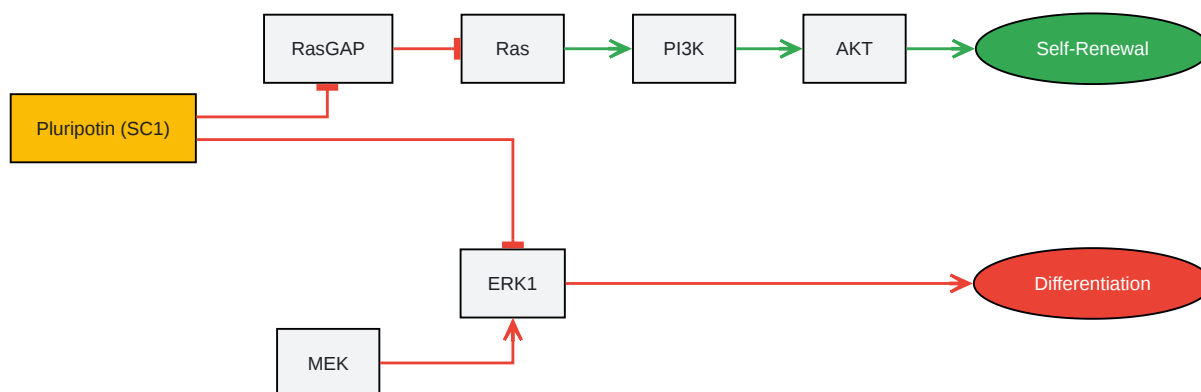 RasGAP
Ras
PI3K
AKT
Self-Renewal
Pluripotin (SC1)
ERK1
Differentiation
MEK